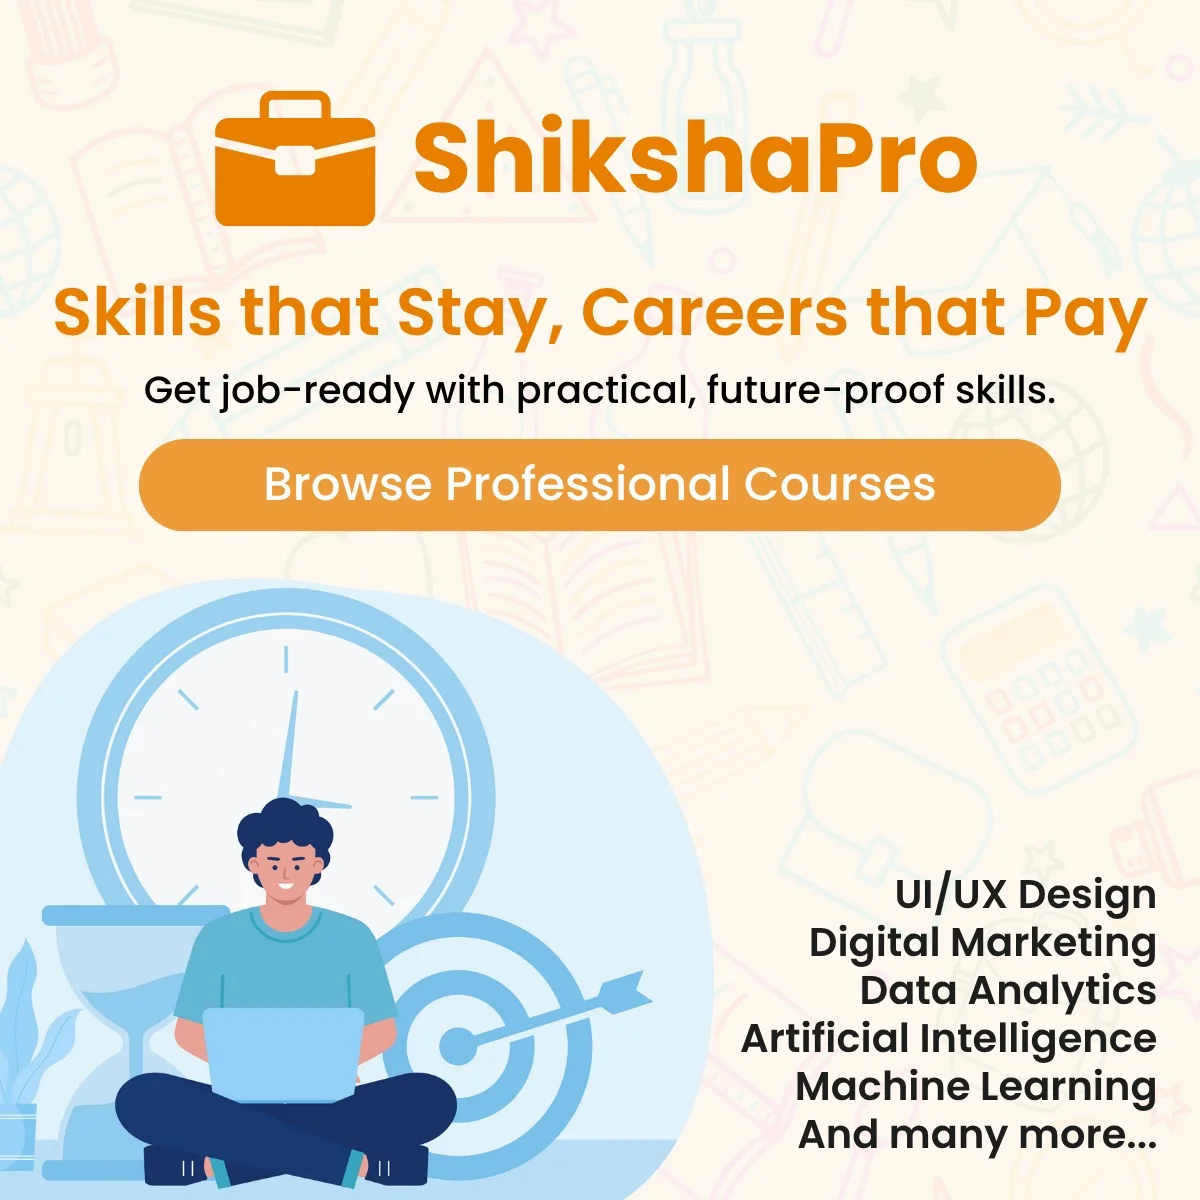 ShikshaPro
Skills that Stay, Careers that Pay
Get job-ready with practical, future-proof skills.
Browse Professional Courses
UI/UX Design
Digital Marketing
Data Analytics
Artificial Intelligence
Machine Learning
And many more...